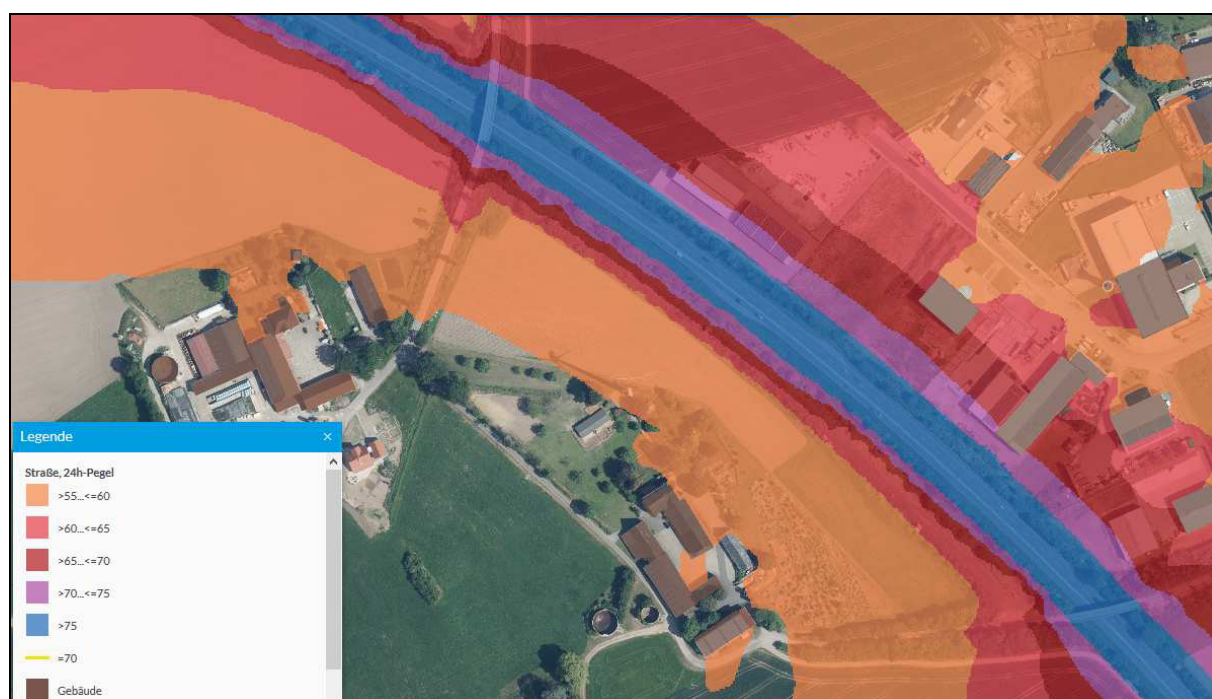 Legende ×
Straße, 24h-Pegel
>55...<=60
>60...<=65
>65...<=70
>70...<=75
>75
=70
Gebäude